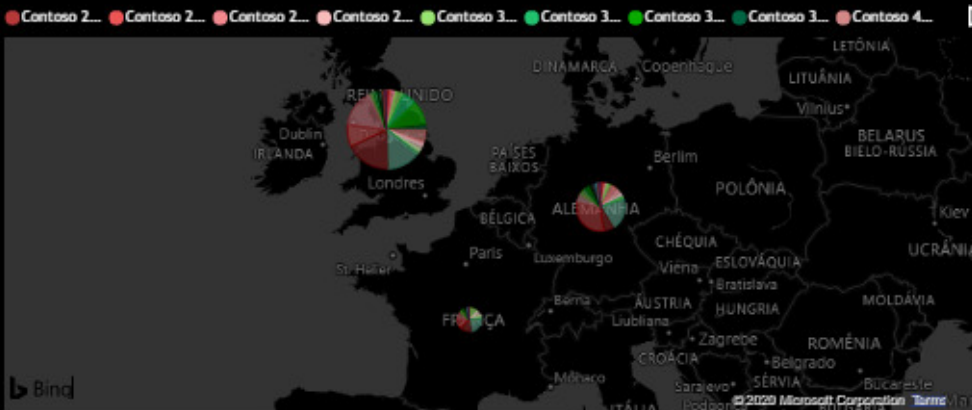 Contoso 2... Contoso 2... Contoso 2... Contoso 2... Contoso 3... Contoso 3... Contoso 3... Contoso 3... Contoso 4...
LETÔNIA
DINAMARCA Copenhague
LITUÂNIA
REINO UNIDO
Vilnius
Dublin
BELARUS
IRLANDA
BIELO-RÚSSIA
PAÍSES
BAIXOS
Berlim
Londres
POLÔNIA
ALEMANHA
BÉLGICA
Kiev
CHÉQUIA
UCRÂNIA
Paris
Luxemburgo
ESLOVÁQUIA
St. Helier
Viena
Bratislava
Berna
ÁUSTRIA
HUNGRIA
MOLDÁVIA
FRANÇA
Liubliana
Zagrebe
ROMÊNIA
CROÁCIA
Belgrado
Mônaco
Sarajevo
SÉRVIA
Bucareste
Bing
© 2020 Microsoft Corporation Terms
ITÁLIA